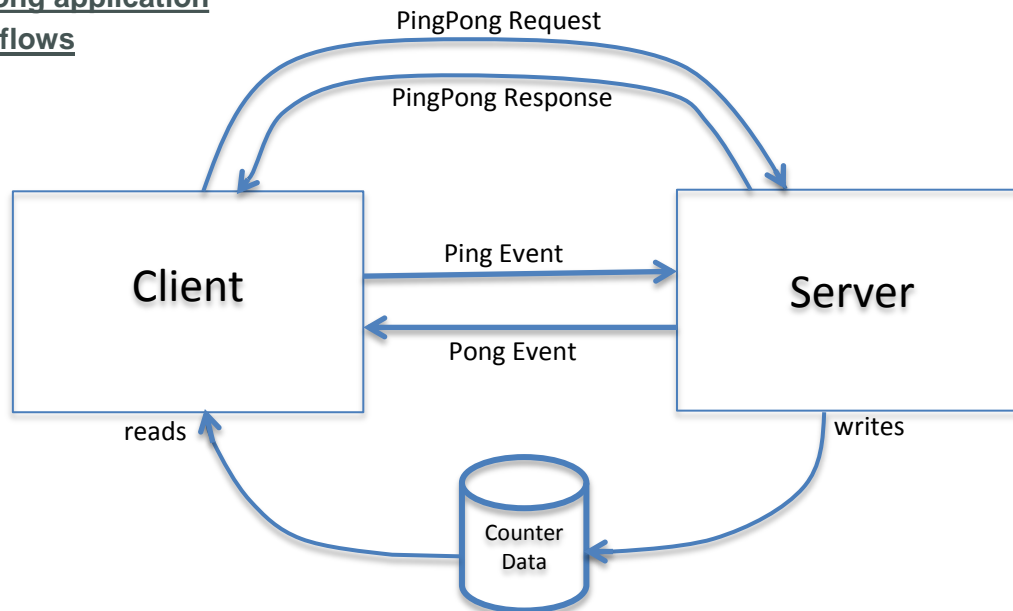 ong application
flows
PingPong Request
PingPong Response
Client
Ping Event
Server
Pong Event
reads
writes
Counter
Data